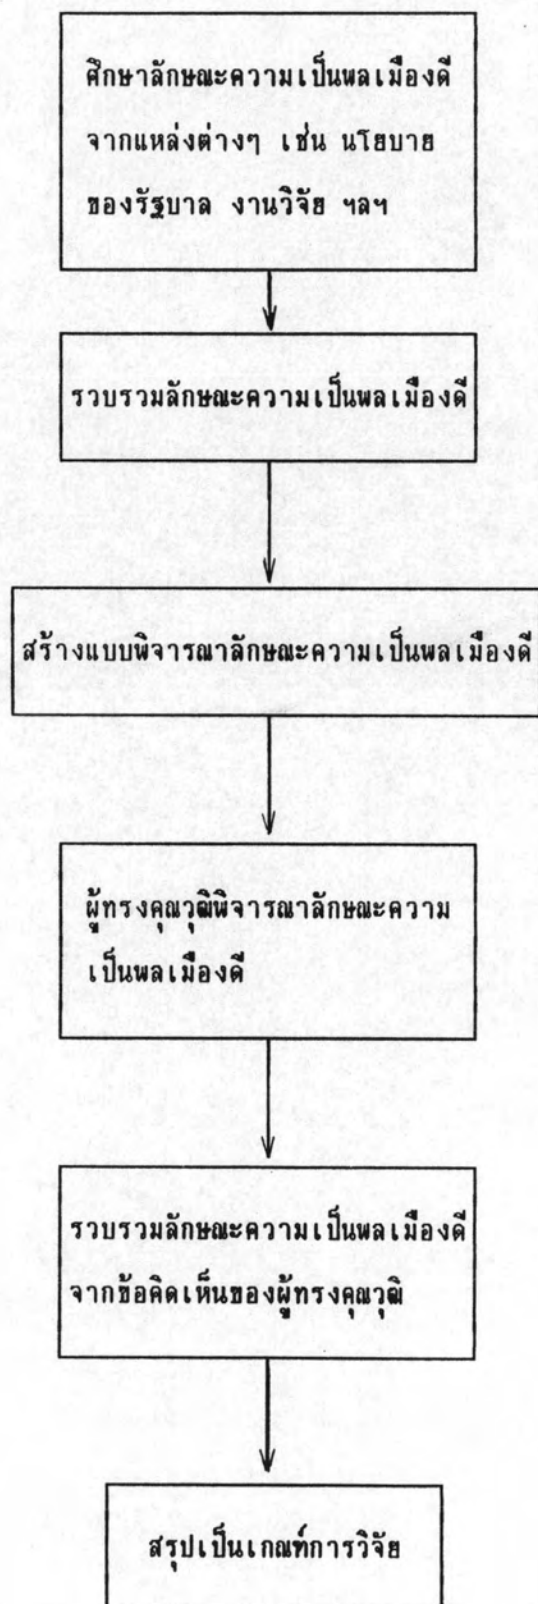 ศึกษาลักษณะความเป็นพลเมืองดี
จากแหล่งต่างๆ เช่น นโยบาย
ของรัฐบาล งานวิจัย ฯลฯ
รวบรวมลักษณะความเป็นพลเมืองดี
สร้างแบบพิจารณาลักษณะความเป็นพลเมืองดี
ผู้ทรงคุณวุฒิพิจารณาลักษณะความ
เป็นพลเมืองดี
รวบรวมลักษณะความเป็นพลเมืองดี
จากข้อคิดเห็นของผู้ทรงคุณวุฒิ
สรุปเป็นเกณฑ์การวิจัย